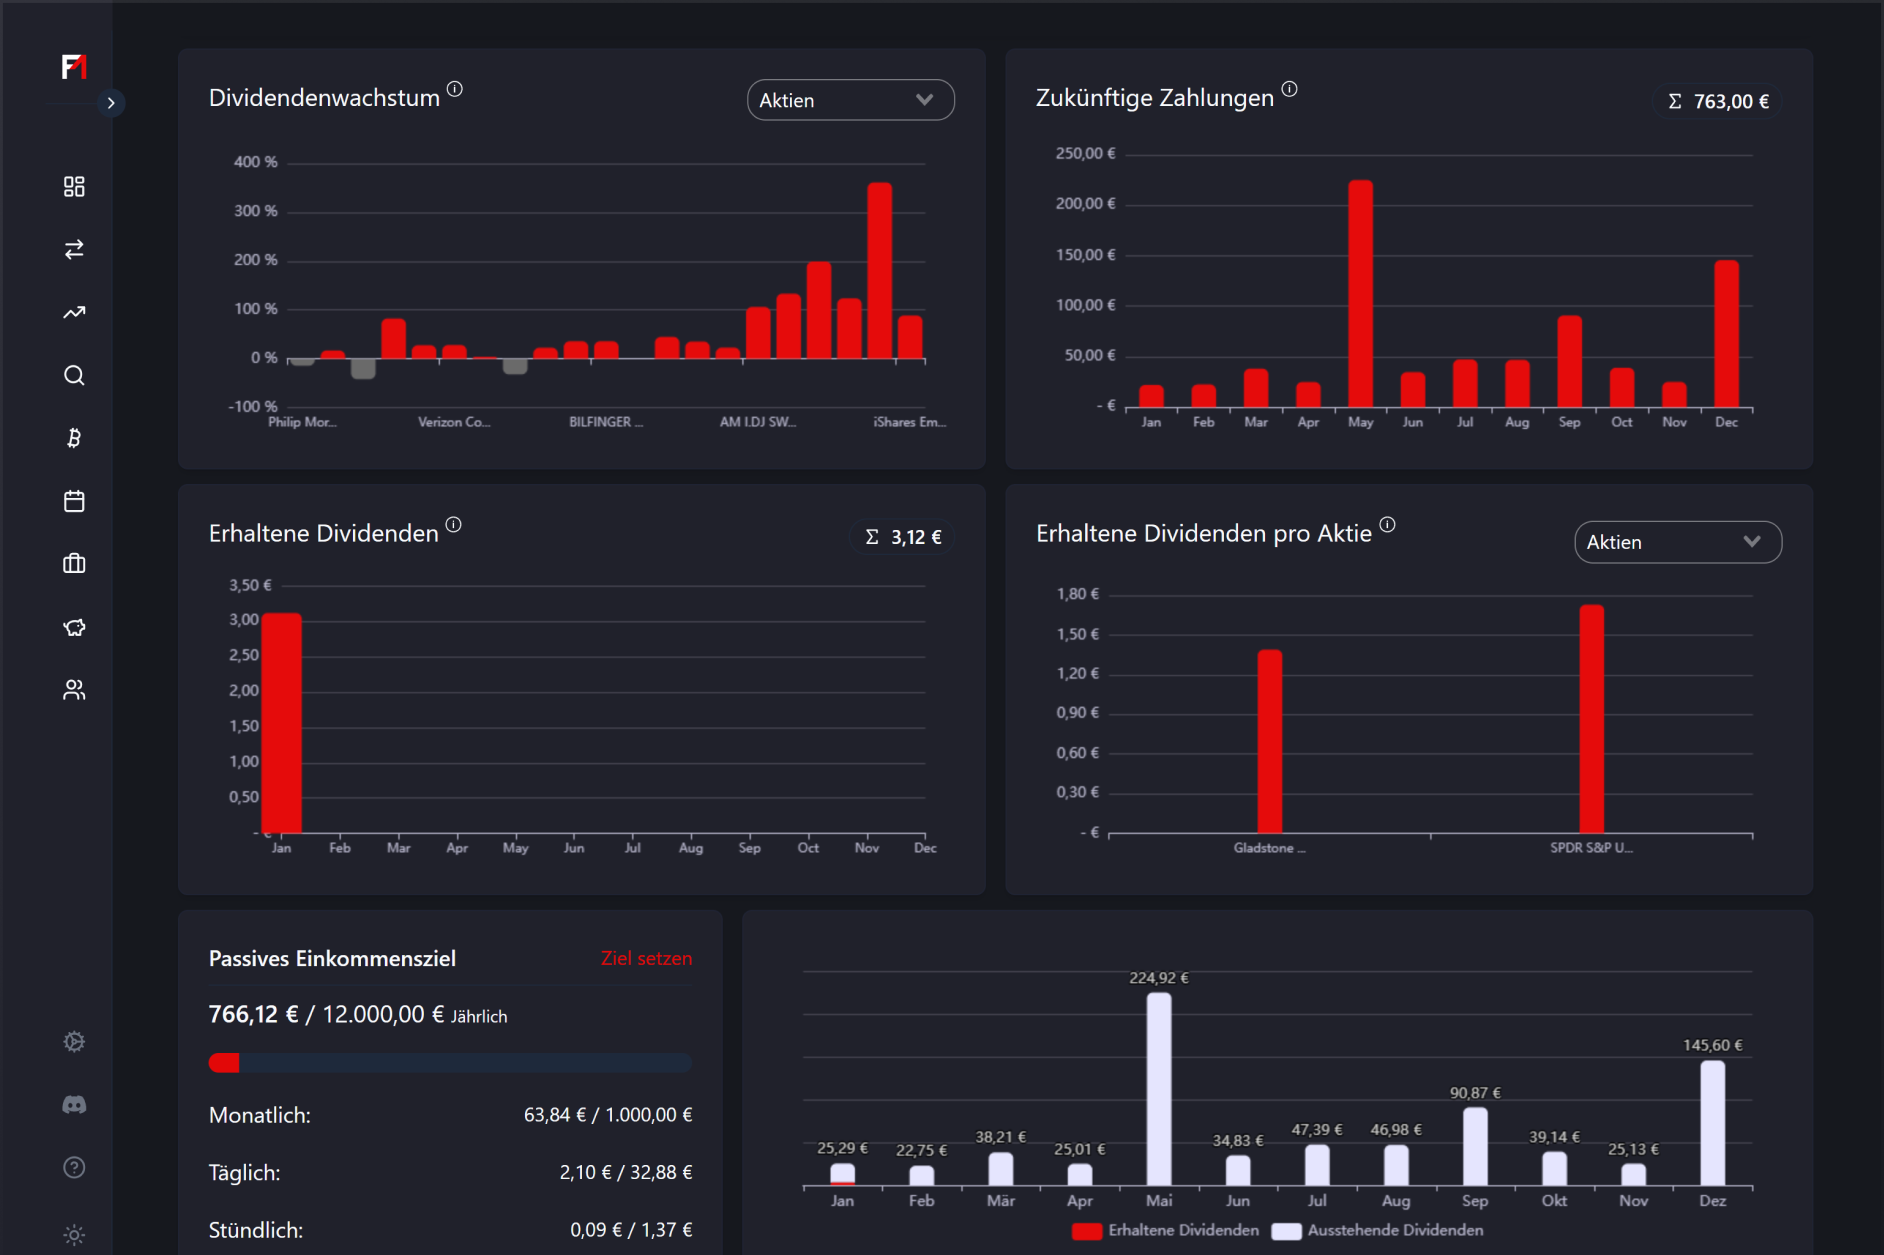 Dividendenwachstum
Aktien
400 %
300 %
200 %
100 %
0 %
-100 %
Philip Mor...
Verizon Co...
BILFINGER ...
AM I.DJ SW...
iShares Em...
Zukünftige Zahlungen
Σ 763,00 €
250,00 €
200,00 €
150,00 €
100,00 €
50,00 €
- €
Jan Feb Mar Apr May Jun Jul Aug Sep Oct Nov Dec
Erhaltene Dividenden
Σ 3,12 €
3,50 €
3,00
2,50
2,00
1,50
1,00
0,50
- €
Jan Feb Mar Apr May Jun Jul Aug Sep Oct Nov Dec
Erhaltene Dividenden pro Aktie
Aktien
1,80 €
1,50 €
1,20 €
0,90 €
0,60 €
0,30 €
- €
Gladstone ...
SPDR S&P U...
Passives Einkommensziel
Ziel setzen
766,12 € / 12.000,00 € Jährlich
Monatlich: 63,84 € / 1.000,00 €
Täglich: 2,10 € / 32,88 €
Stündlich: 0,09 € / 1,37 €
25,29 €
22,75 €
38,21 €
25,01 €
224,92 €
34,83 €
47,39 €
46,98 €
90,87 €
39,14 €
25,13 €
145,60 €
Jan Feb Mär Apr Mai Jun Jul Aug Sep Okt Nov Dez
Erhaltene Dividenden Ausstehende Dividenden